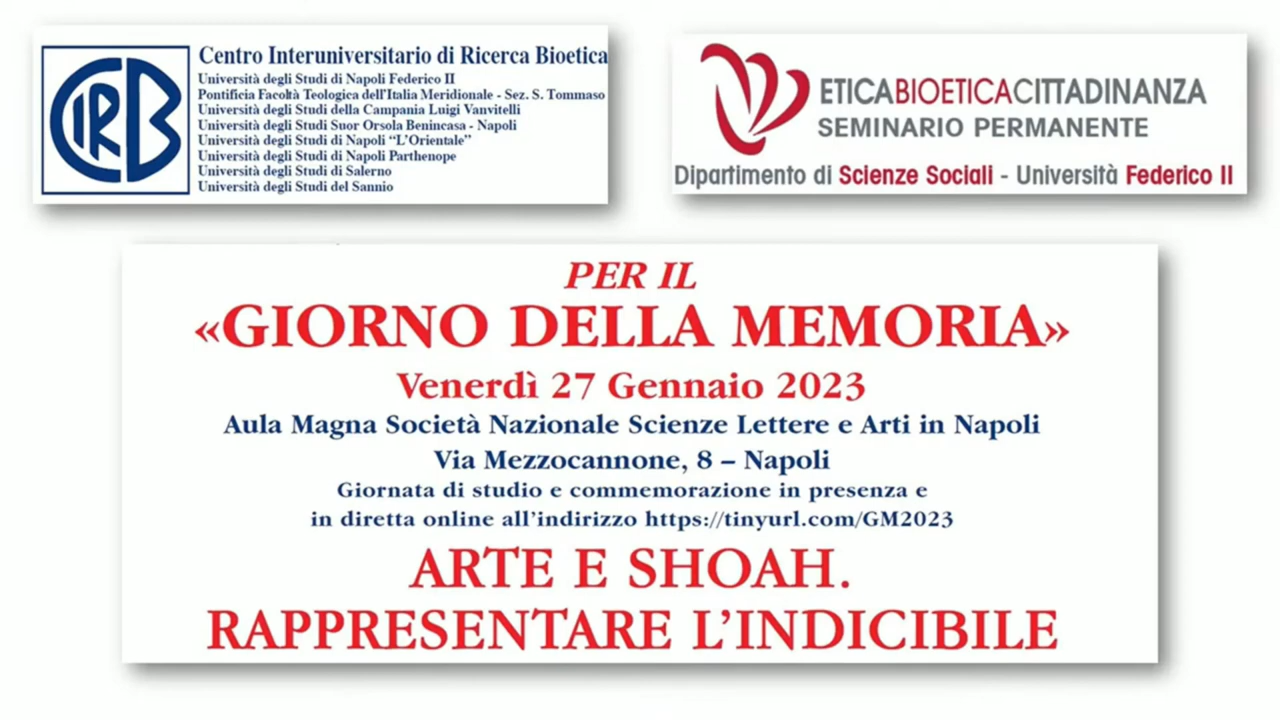 CIRB
Centro Interuniversitario di Ricerca Bioetica
Università degli Studi di Napoli Federico II
Pontificia Facoltà Teologica dell'Italia Meridionale - Sez. S. Tommaso
Università degli Studi della Campania Luigi Vanvitelli
Università degli Studi Suor Orsola Benincasa - Napoli
Università degli Studi di Napoli “L'Orientale”
Università degli Studi di Napoli Parthenope
Università degli Studi di Salerno
Università degli Studi del Sannio
ETICABIOETICACITTADINANZA
SEMINARIO PERMANENTE
Dipartimento di Scienze Sociali - Università Federico II
PER IL
«GIORNO DELLA MEMORIA»
Venerdì 27 Gennaio 2023
Aula Magna Società Nazionale Scienze Lettere e Arti in Napoli
Via Mezzocannone, 8 – Napoli
Giornata di studio e commemorazione in presenza e
in diretta online all'indirizzo https://tinyurl.com/GM2023
ARTE E SHOAH.
RAPPRESENTARE L'INDICIBILE